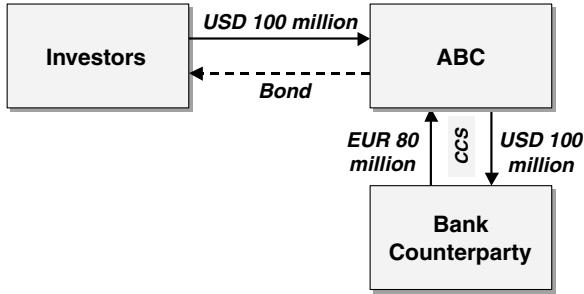 USD 100 million
Investors
ABC
Bond
EUR 80
million
CCS
USD 100
million
Bank
Counterparty